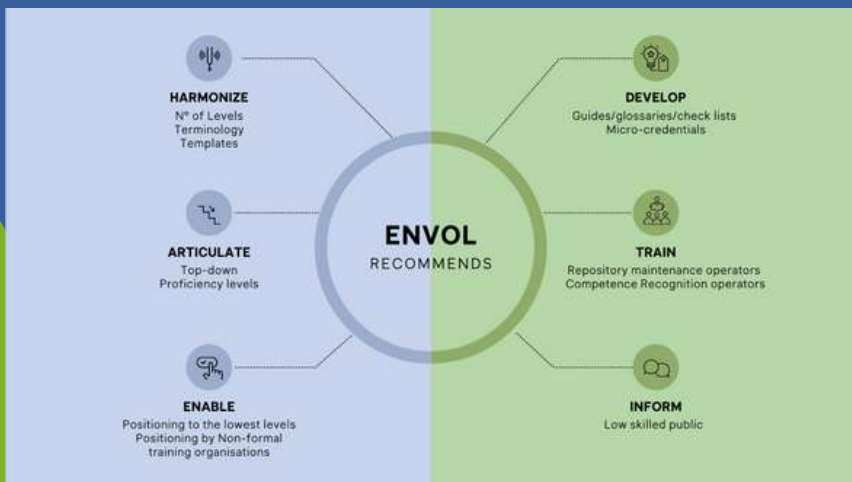 HARMONIZE
N° of Levels
Terminology
Templates
ARTICULATE
Top-down
Proficiency levels
ENABLE
Positioning to the lowest levels
Positioning by Non-formal
training organisations
ENVOL
RECOMMENDS
DEVELOP
Guides/glossaries/check lists
Micro-credentials
TRAIN
Repository maintenance operators
Competence Recognition operators
INFORM
Low skilled public